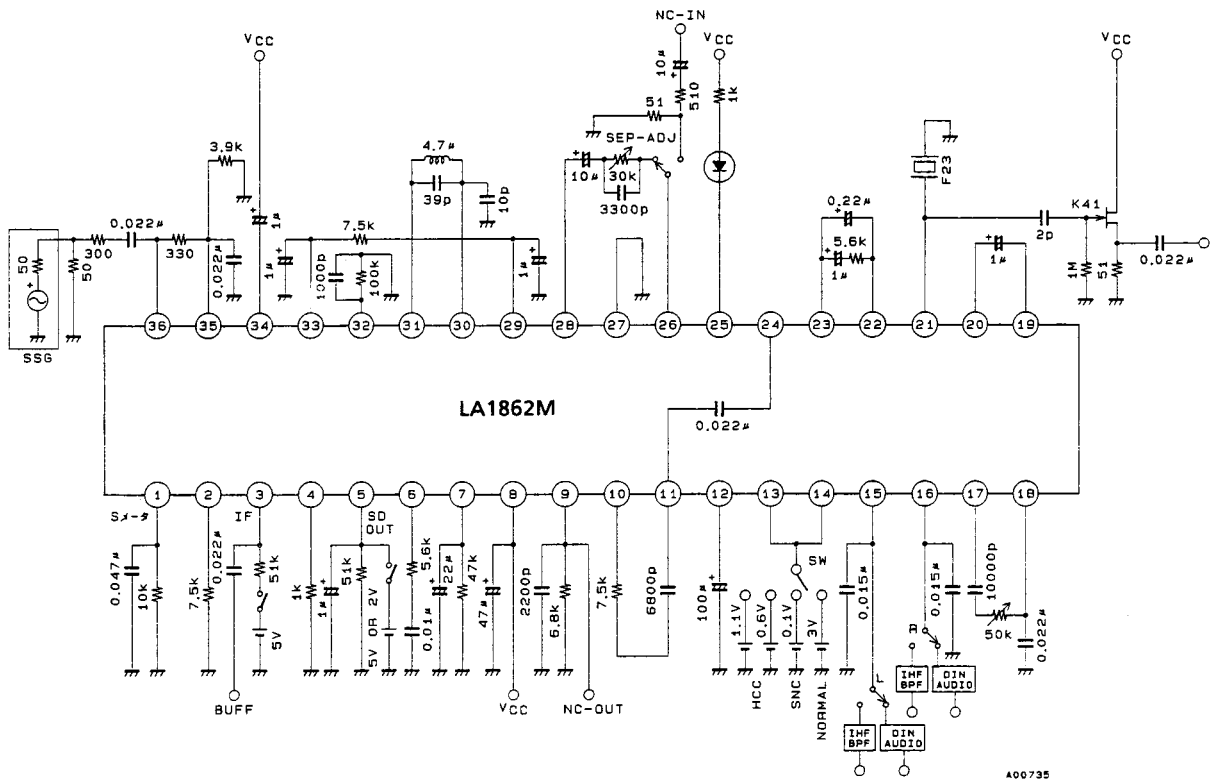 NC-IN
VCC
VCC
VCC
10μ
1k
510
51
SEP-ADJ
3.9k
4.7μ
10μ
30k
F23
0.22μ
K41
39p
10p
3300p
0.022μ
1μ
7.5k
5.6k
2p
1μ
300
330
1μ
1μ
1μ
1M
51
0.022μ
50
50
0.022μ
1000p
100k
SSG
36
35
34
33
32
31
30
29
28
27
26
25
24
23
22
21
20
19
LA1862M
0.022μ
1
2
3
4
5
6
7
8
9
10
11
12
13
14
15
16
17
18
Sメータ
IF
SD
OUT
0.047μ
10k
7.5k
0.022μ
51k
5V
1k
1μ
51k
5V OR 2V
5.6k
0.01μ
22μ
47k
47μ
2200p
6.8k
7.5k
6800p
100μ
SW
1.1V
0.6V
0.1V
3V
HCC
SNC
NORMAL
0.015μ
0.015μ
10000p
50k
0.022μ
R
L
BUFF
VCC
NC-OUT
IHF
BPF
DIN
AUDIO
IHF
BPF
DIN
AUDIO
A00735